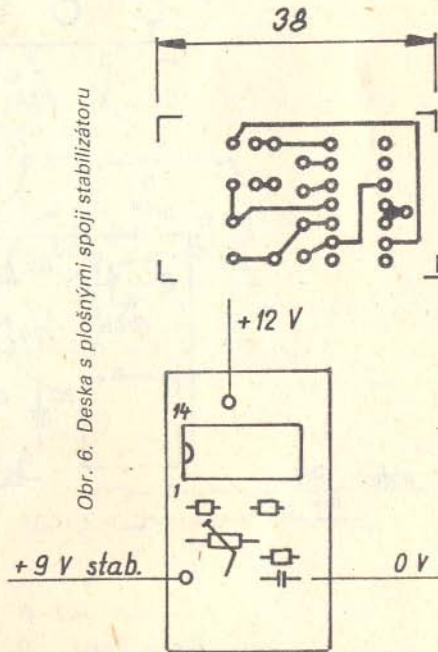 38
Obr. 6. Deska s plošnými spoji stabilizátoru
+12 V
14
1
+9 V stab.
0 V